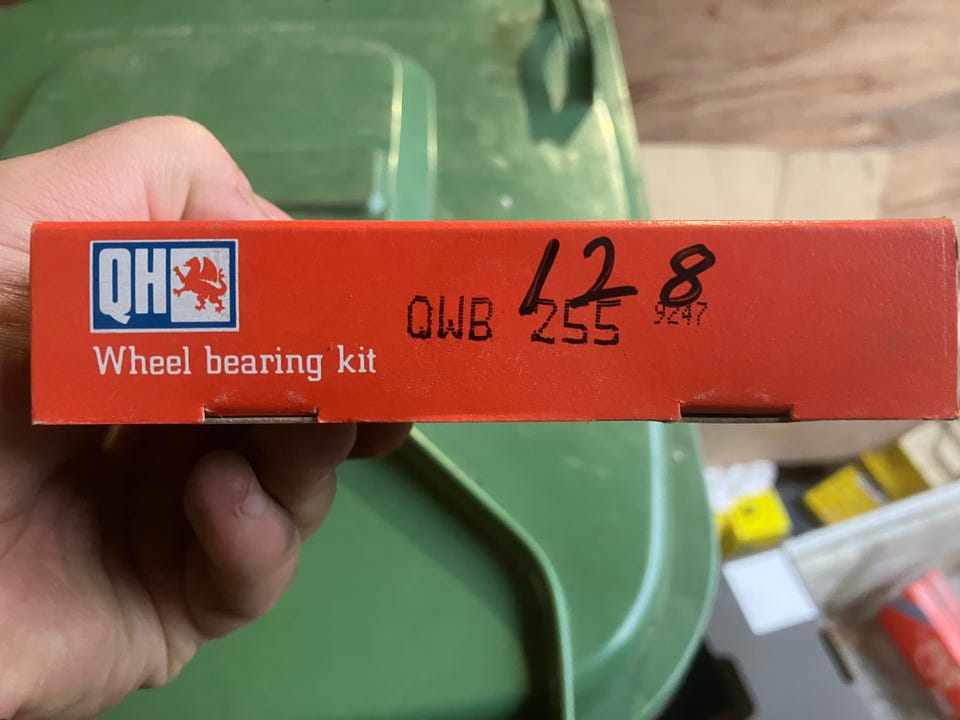 QH
Wheel bearing kit
128
QWB 255 9247